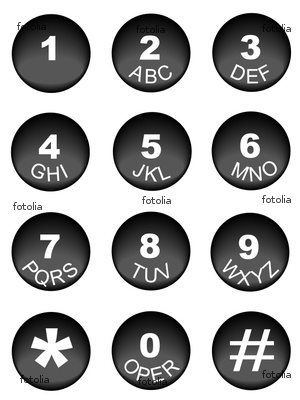 fotolia fotolia fotolia
1 2 3
ABC DEF
4 5 6
GHI JKL MNO
fotolia fotolia fotolia
7 8 9
PQRS TUV WXYZ
* 0 #
OPER
fotolia fotolia fotolia